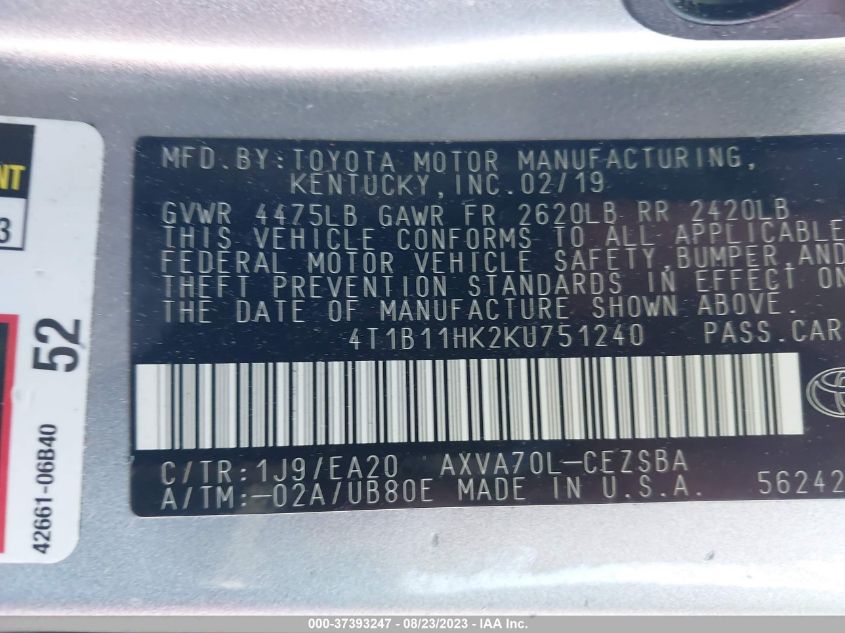 NT
3
52
42661-06B40
MFD.BY:TOYOTA MOTOR MANUFACTURING,
KENTUCKY,INC.02/19
GVWR 4475LB GAWR FR 2620LB RR 2420LB
THIS VEHICLE CONFORMS TO ALL APPLICABLE
FEDERAL MOTOR VEHICLE SAFETY,BUMPER,AND
THEFT PREVENTION STANDARDS IN EFFECT ON
THE DATE OF MANUFACTURE SHOWN ABOVE.
4T1B11HK2KU751240 PASS.CAR
C/TR:1J9/EA20 AXVA70L-CEZSBA
A/TM:-02A/UB80E MADE IN U.S.A. 56242
000-37393247 - 08/23/2023 - IAA Inc.